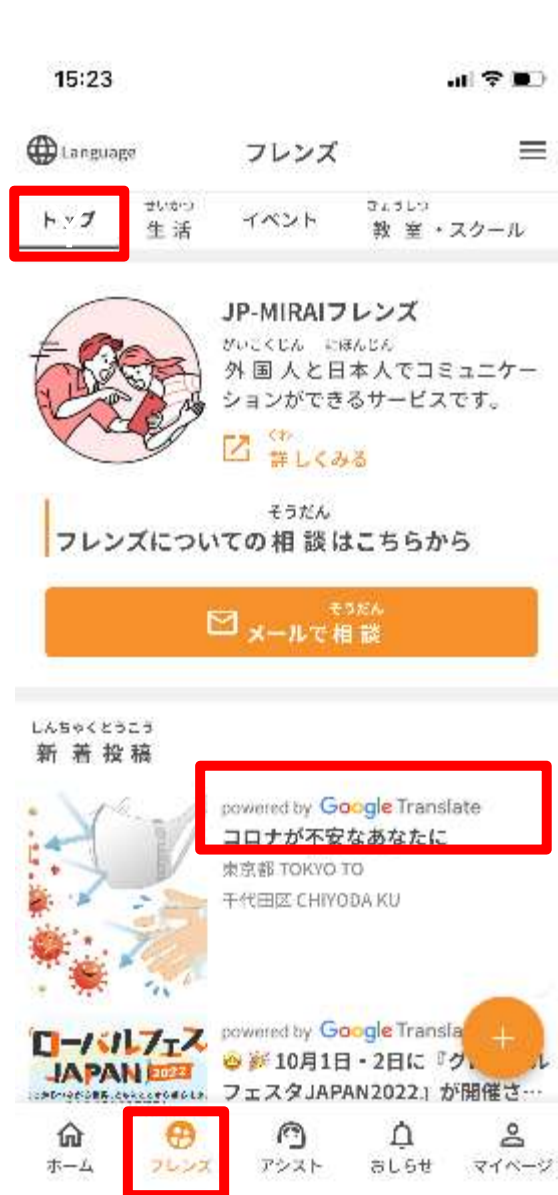 15:23
Language
フレンズ
トップ
せいかつ
生活
イベント
きょうしつ
教室・スクール
JP-MIRAIフレンズ
がいこくじん にほんじん
外国人と日本人でコミュニケー
ションができるサービスです。
くわ
詳しくみる
そうだん
フレンズについての相談はこちらから
そうだん
メールで相談
しんちゃくとうこう
新着投稿
powered by Google Translate
コロナが不安なあなたに
東京都 TOKYO TO
千代田区 CHIYODA KU
ローバルフェス
JAPAN 2022
powered by Google Transla
10月1日・2日に『グ
ル
フェスタJAPAN2022』が開催さ…
ホーム
フレンズ
アシスト
おしらせ
マイページ